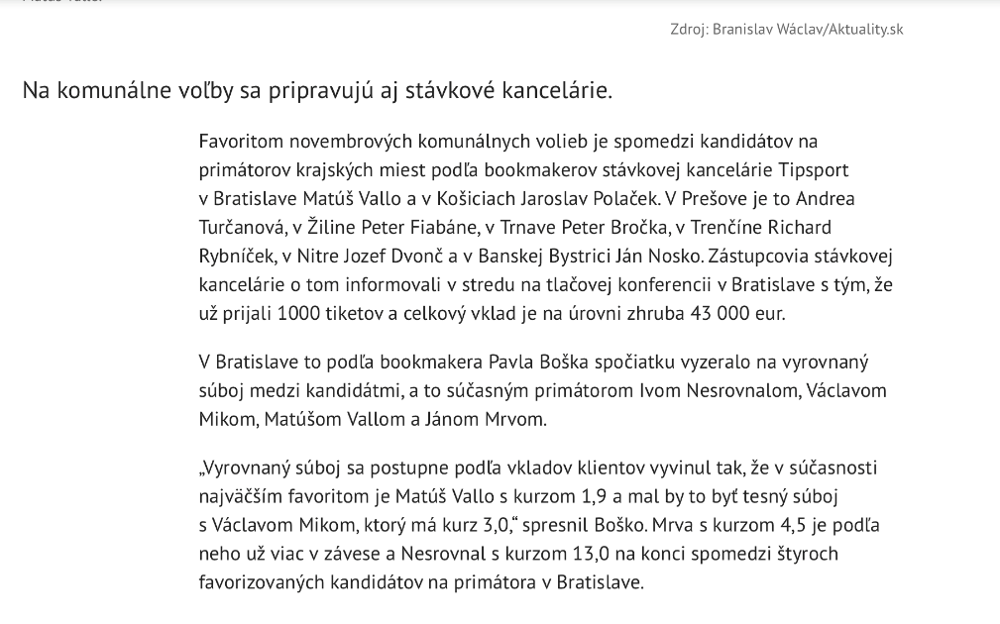 Zdroj: Branislav Wáclav/Aktuality.sk
Na komunálne voľby sa pripravujú aj stávkové kancelárie.
Favoritom novembrových komunálnych volieb je spomedzi kandidátov na
primátorov krajských miest podľa bookmakerov stávkovej kancelárie Tipsport
v Bratislave Matúš Vallo a v Košiciach Jaroslav Polaček. V Prešove je to Andrea
Turčanová, v Žiline Peter Fiabáne, v Trnave Peter Bročka, v Trenčíne Richard
Rybníček, v Nitre Jozef Dvonč a v Banskej Bystrici Ján Nosko. Zástupcovia stávkovej
kancelárie o tom informovali v stredu na tlačovej konferencii v Bratislave s tým, že
už prijali 1000 tiketov a celkový vklad je na úrovni zhruba 43 000 eur.
V Bratislave to podľa bookmakera Pavla Boška spočiatku vyzeralo na vyrovnaný
súboj medzi kandidátmi, a to súčasným primátorom Ivom Nesrovnalom, Václavom
Mikom, Matúšom Vallom a Jánom Mrvom.
„Vyrovnaný súboj sa postupne podľa vkladov klientov vyvinul tak, že v súčasnosti
najväčším favoritom je Matúš Vallo s kurzom 1,9 a mal by to byť tesný súboj
s Václavom Mikom, ktorý má kurz 3,0,“ spresnil Boško. Mrva s kurzom 4,5 je podľa
neho už viac v závese a Nesrovnal s kurzom 13,0 na konci spomedzi štyroch
favorizovaných kandidátov na primátora v Bratislave.